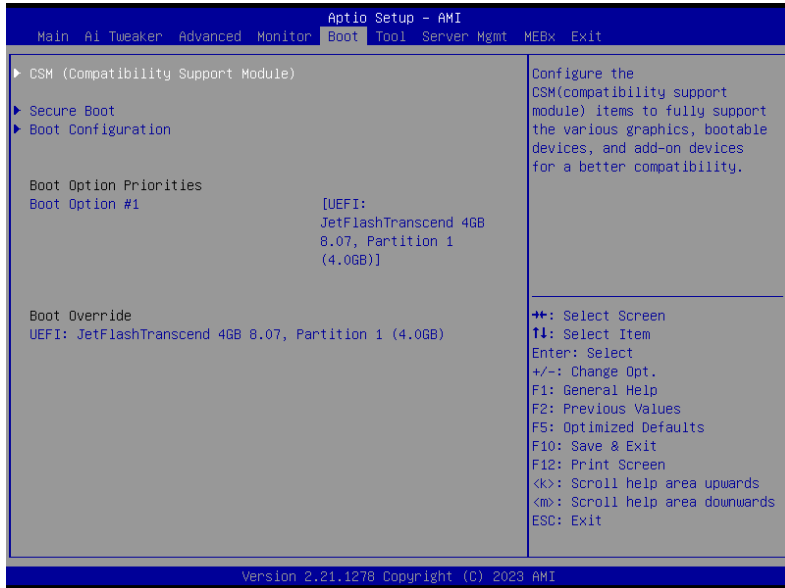 Aptio Setup - AMI
Main Ai Tweaker Advanced Monitor Boot Tool Server Mgmt MEBx Exit
CSM (Compatibility Support Module)
Secure Boot
Boot Configuration
Boot Option Priorities
Boot Option #1 [UEFI:
JetFlashTranscend 4GB
8.07, Partition 1
(4.0GB)]
Boot Override
UEFI: JetFlashTranscend 4GB 8.07, Partition 1 (4.0GB)
Configure the
CSM(compatibility support
module) items to fully support
the various graphics, bootable
devices, and add-on devices
for a better compatibility.
→←: Select Screen
↑↓: Select Item
Enter: Select
+/-: Change Opt.
F1: General Help
F2: Previous Values
F5: Optimized Defaults
F10: Save & Exit
F12: Print Screen
<k>: Scroll help area upwards
<m>: Scroll help area downwards
ESC: Exit
Version 2.21.1278 Copyright (C) 2023 AMI